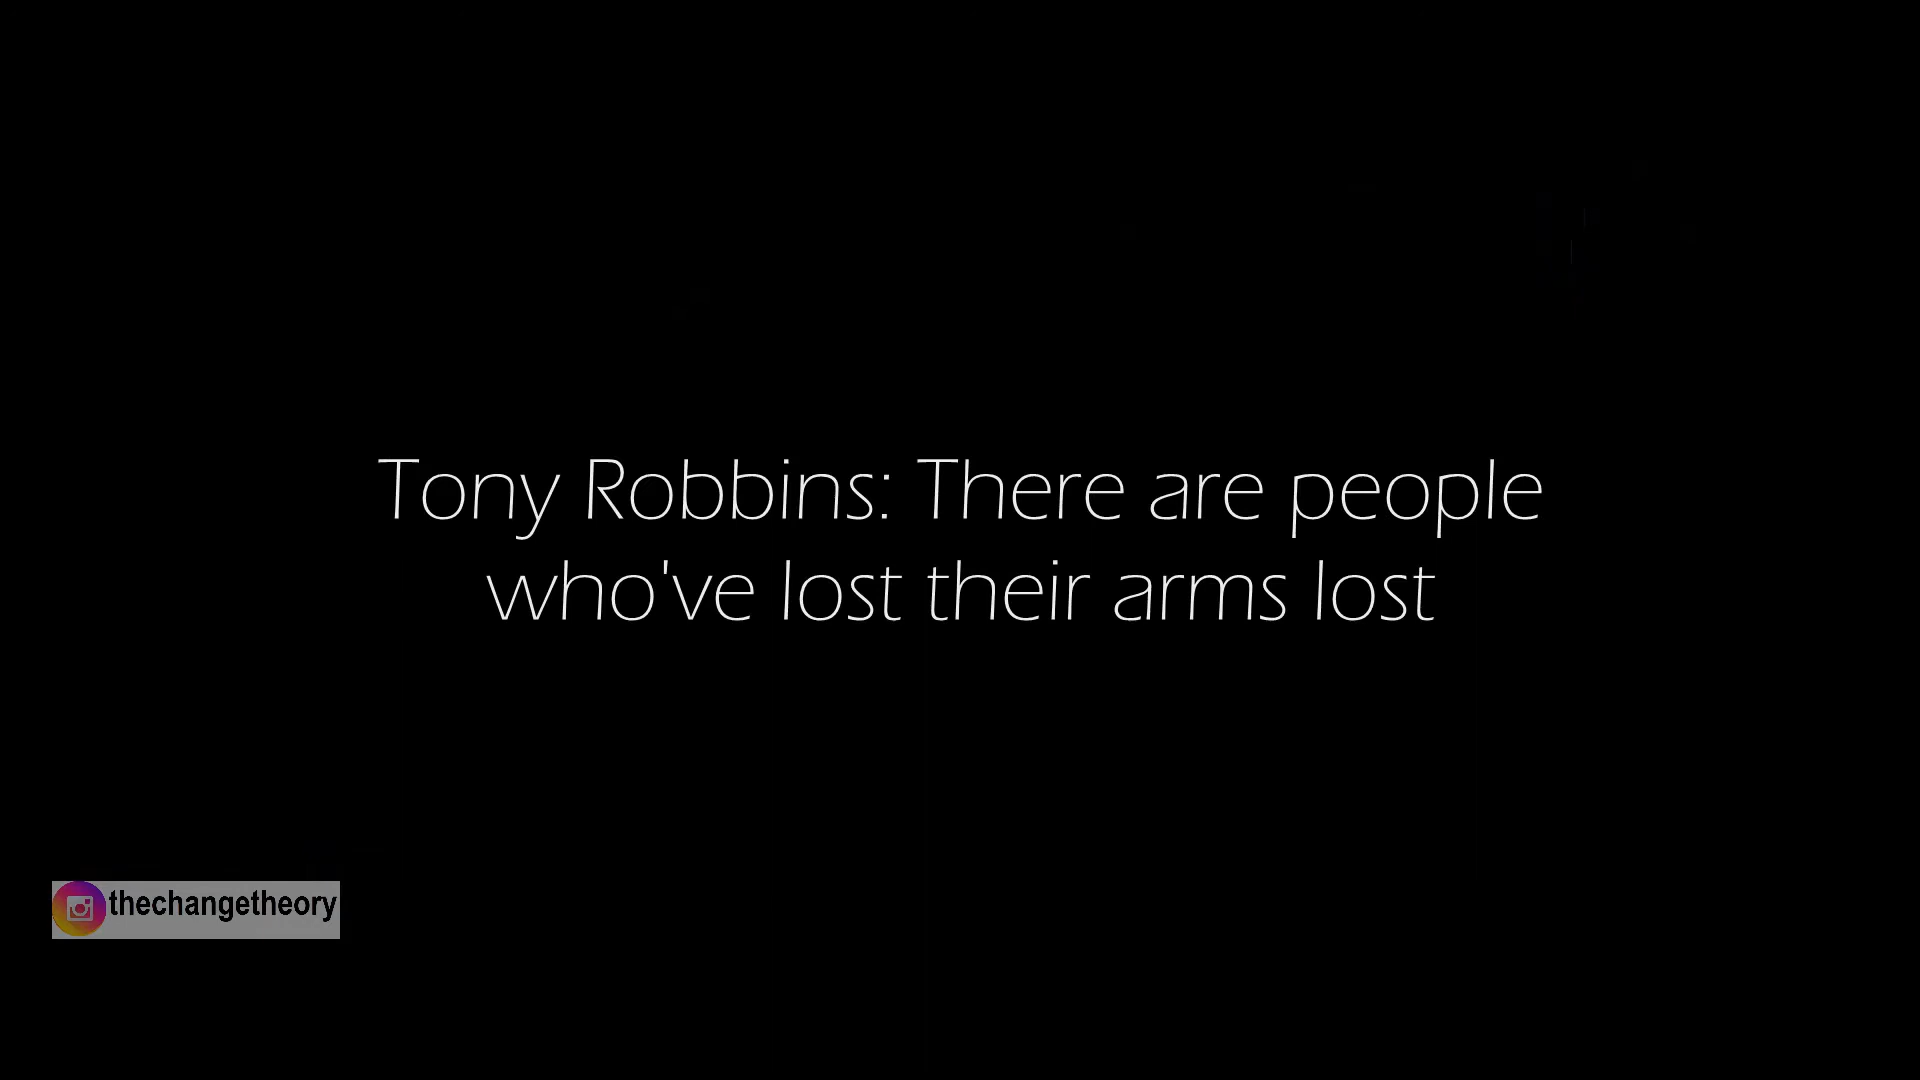 Tony Robbins: There are people
who've lost their arms lost
thechangetheory